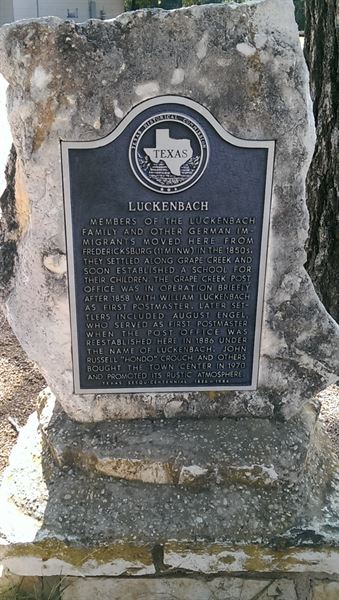 TEXAS HISTORICAL COMMISSION
TEXAS
LUCKENBACH
MEMBERS OF THE LUCKENBACH
FAMILY AND OTHER GERMAN IM-
MIGRANTS MOVED HERE FROM
FREDERICKSBURG (11 MI. NW) IN THE 1850s.
THEY SETTLED ALONG GRAPE CREEK AND
SOON ESTABLISHED A SCHOOL FOR
THEIR CHILDREN. THE GRAPE CREEK POST
OFFICE WAS IN OPERATION BRIEFLY
AFTER 1858 WITH WILLIAM LUCKENBACH
AS FIRST POSTMASTER. LATER SET-
TLERS INCLUDED AUGUST ENGEL,
WHO SERVED AS FIRST POSTMASTER
WHEN THE POST OFFICE WAS
REESTABLISHED HERE IN 1886 UNDER
THE NAME OF LUCKENBACH. JOHN
RUSSELL "HONDO" CROUCH AND OTHERS
BOUGHT THE TOWN CENTER IN 1970
AND PROMOTED ITS RUSTIC ATMOSPHERE.
TEXAS SESQUICENTENNIAL 1836-1986